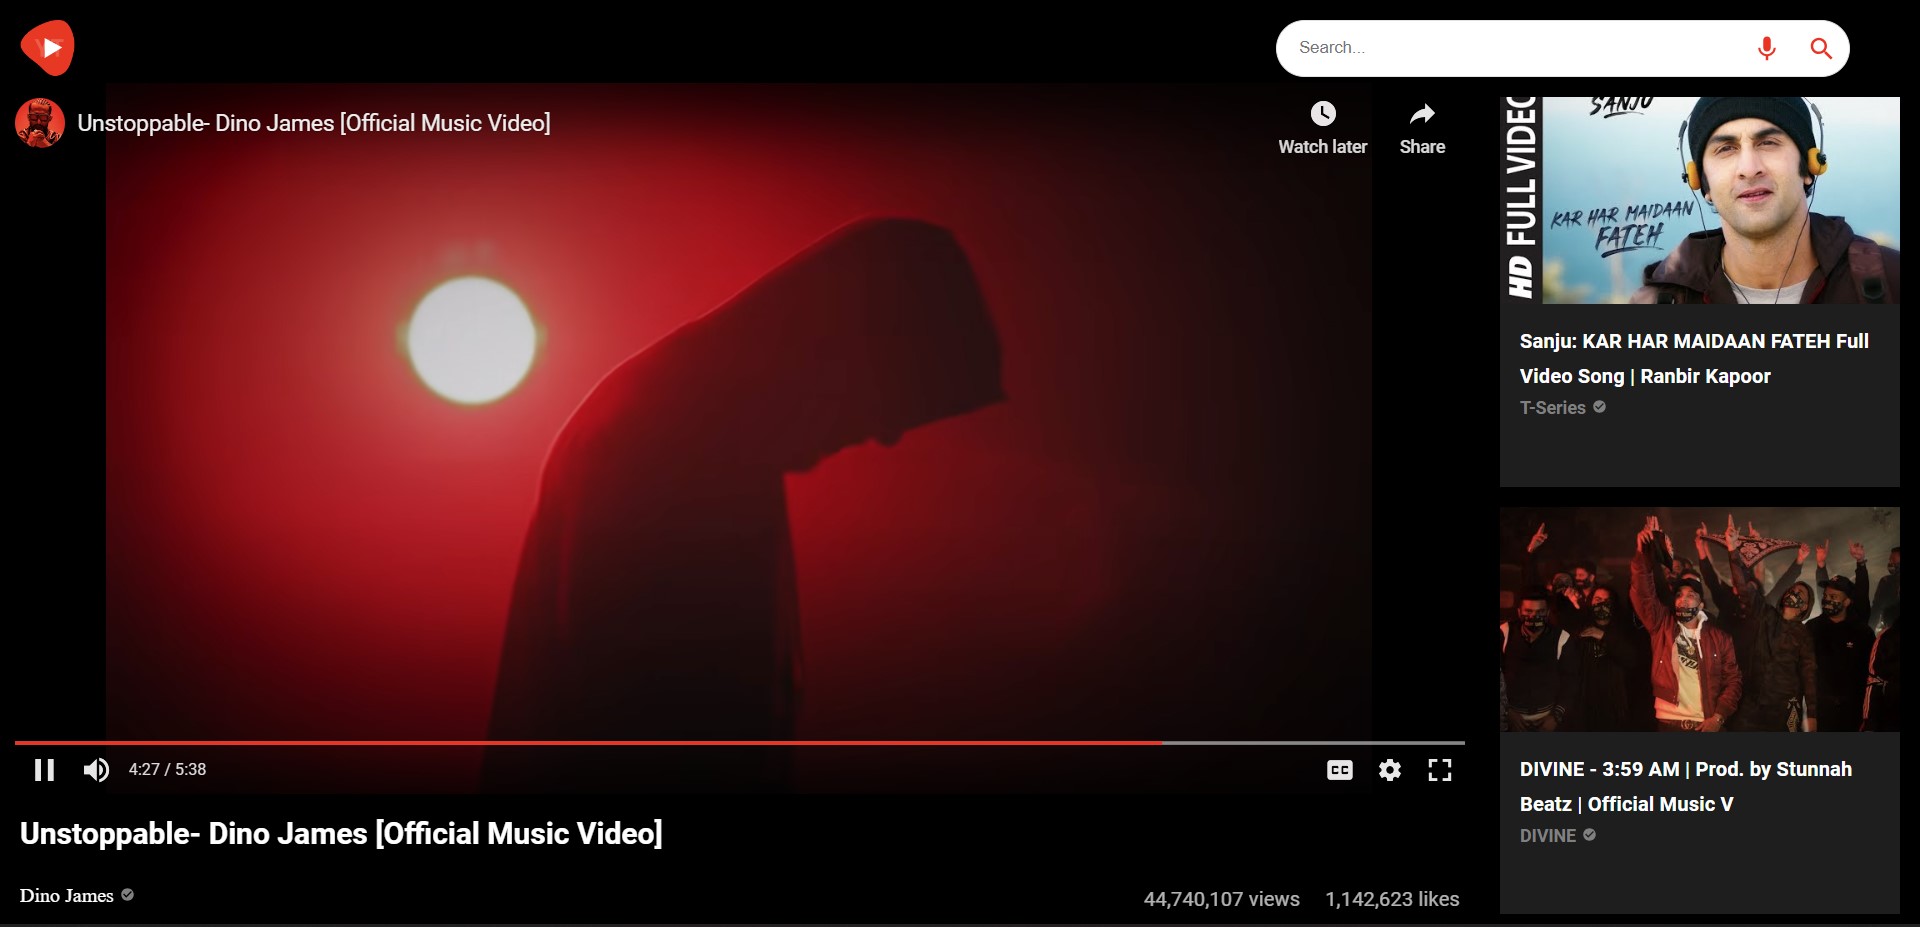 YT
Search...
Unstoppable- Dino James [Official Music Video]
Watch later
Share
SANJU
HD FULL VIDEO
KAR HAR MAIDAAN
FATEH
Sanju: KAR HAR MAIDAAN FATEH Full
Video Song | Ranbir Kapoor
T-Series
4:27 / 5:38
CC
DIVINE - 3:59 AM | Prod. by Stunnah
Beatz | Official Music V
DIVINE
Unstoppable- Dino James [Official Music Video]
Dino James
44,740,107 views
1,142,623 likes